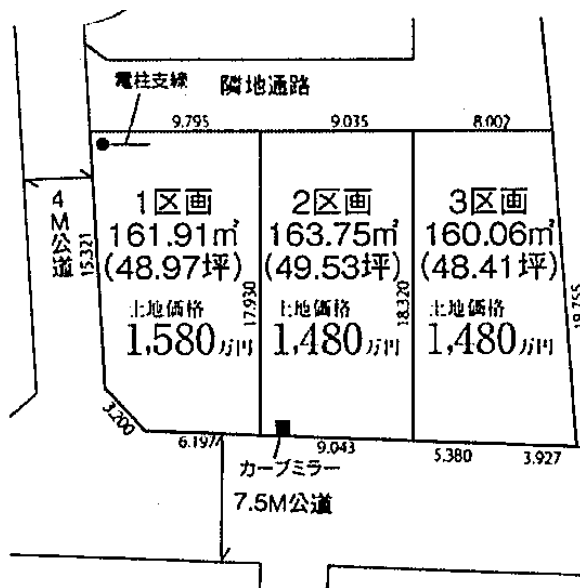 電柱支線
隣地通路
9.795
9.035
8.002
1区画
161.91㎡
(48.97坪)
土地価格
1,580万円
2区画
163.75㎡
(49.53坪)
土地価格
1,480万円
3区画
160.06㎡
(48.41坪)
土地価格
1,480万円
4M公道
15.321
17.930
18.320
18.755
3.200
6.197
9.043
5.380
3.927
カーブミラー
7.5M公道